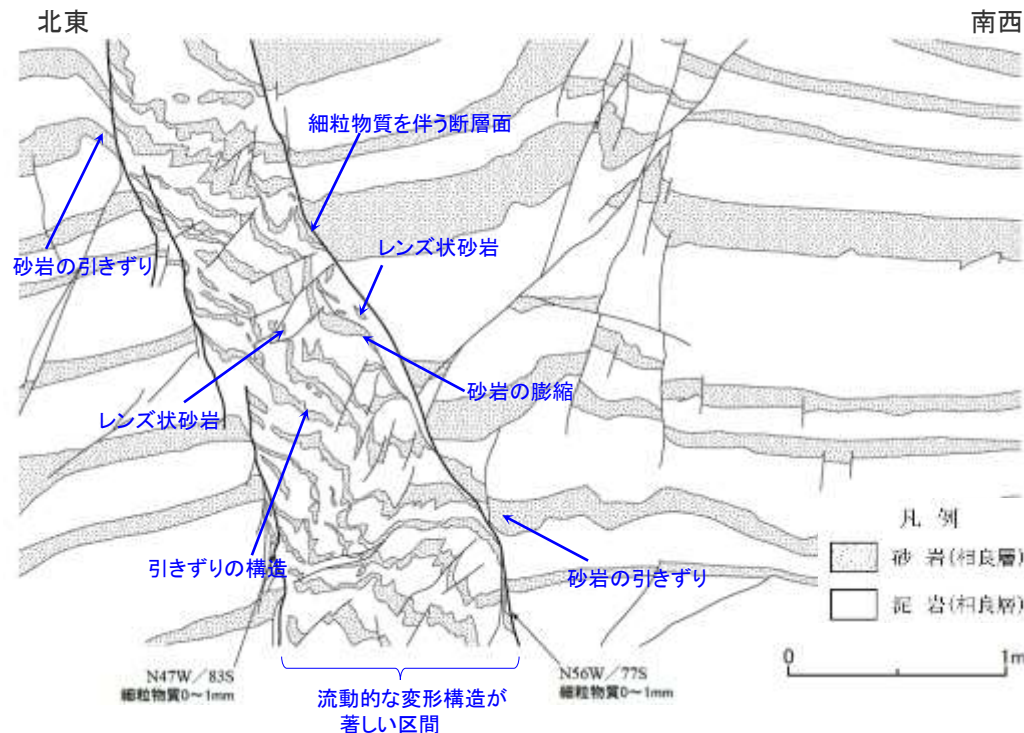 北東
南西
細粒物質を伴う断層面
レンズ状砂岩
砂岩の引きずり
砂岩の膨縮
レンズ状砂岩
引きずりの構造
砂岩の引きずり
凡 例
砂 岩(相良層)
泥 岩(相良層)
0
1m
N47W/83S
細粒物質0~1mm
N56W/77S
細粒物質0~1mm
流動的な変形構造が
著しい区間